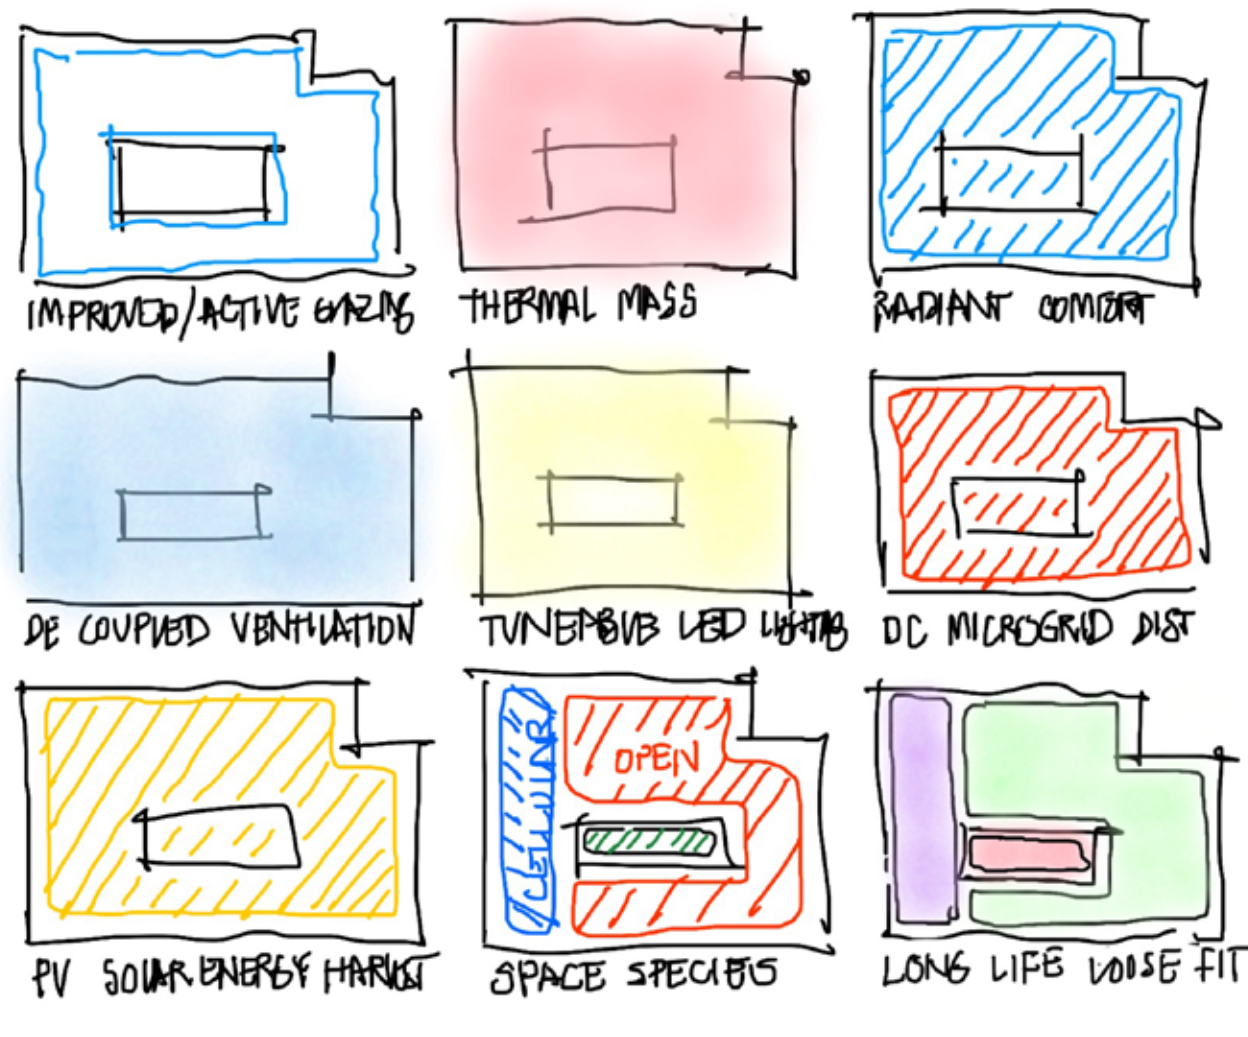 IMPROVED/ACTIVE GLAZING
THERMAL MASS
RADIANT COMFORT
DE COUPLED VENTILATION
TUNEABLE LED LIGHTING
DC MICROGRID DIST
PV SOLAR ENERGY HARVEST
CELLULAR
OPEN
SPACE SPECIES
LONG LIFE LOOSE FIT